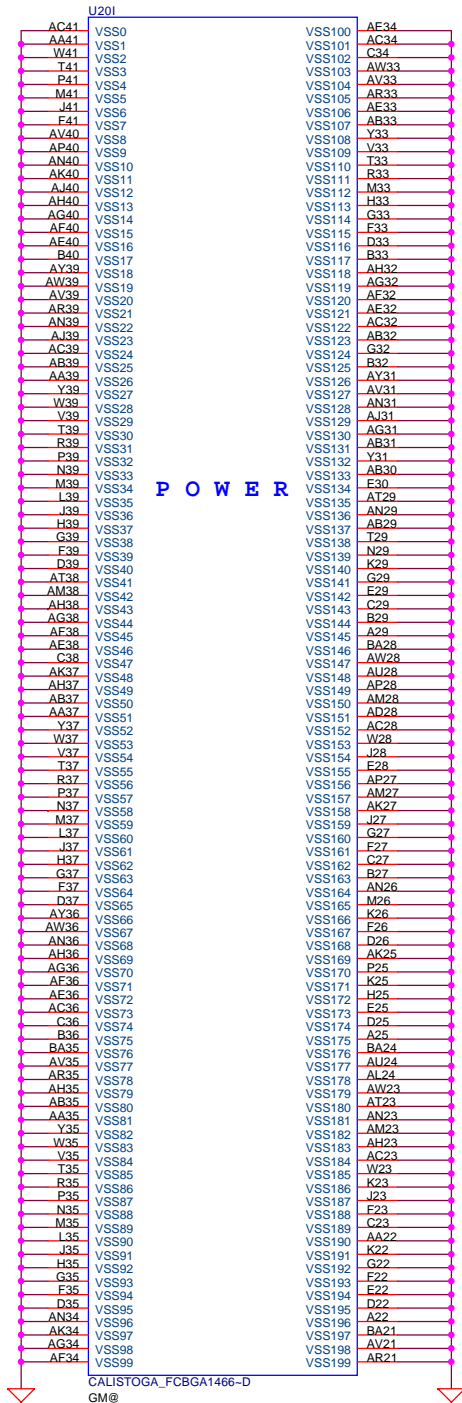 U20I
AC41 VSS0 VSS100 AE34
AA41 VSS1 VSS101 AC34
W41 VSS2 VSS102 C34
T41 VSS3 VSS103 AW33
P41 VSS4 VSS104 AV33
M41 VSS5 VSS105 AR33
J41 VSS6 VSS106 AE33
F41 VSS7 VSS107 AB33
AV40 VSS8 VSS108 Y33
AP40 VSS9 VSS109 V33
AN40 VSS10 VSS110 T33
AK40 VSS11 VSS111 R33
AJ40 VSS12 VSS112 M33
AH40 VSS13 VSS113 H33
AG40 VSS14 VSS114 G33
AF40 VSS15 VSS115 F33
AE40 VSS16 VSS116 D33
B40 VSS17 VSS117 B33
AY39 VSS18 VSS118 AH32
AW39 VSS19 VSS119 AG32
AV39 VSS20 VSS120 AF32
AR39 VSS21 VSS121 AE32
AN39 VSS22 VSS122 AC32
AJ39 VSS23 VSS123 AB32
AC39 VSS24 VSS124 G32
AB39 VSS25 VSS125 B32
AA39 VSS26 VSS126 AY31
Y39 VSS27 VSS127 AV31
W39 VSS28 VSS128 AN31
V39 VSS29 VSS129 AJ31
T39 VSS30 VSS130 AG31
R39 VSS31 VSS131 AB31
P39 VSS32 VSS132 Y31
N39 VSS33 VSS133 AB30
M39 VSS34 P O W E R VSS134 E30
L39 VSS35 VSS135 AT29
J39 VSS36 VSS136 AN29
H39 VSS37 VSS137 AB29
G39 VSS38 VSS138 T29
F39 VSS39 VSS139 N29
D39 VSS40 VSS140 K29
AT38 VSS41 VSS141 G29
AM38 VSS42 VSS142 E29
AH38 VSS43 VSS143 C29
AG38 VSS44 VSS144 B29
AF38 VSS45 VSS145 A29
AE38 VSS46 VSS146 BA28
C38 VSS47 VSS147 AW28
AK37 VSS48 VSS148 AU28
AH37 VSS49 VSS149 AP28
AB37 VSS50 VSS150 AM28
AA37 VSS51 VSS151 AD28
Y37 VSS52 VSS152 AC28
W37 VSS53 VSS153 W28
V37 VSS54 VSS154 J28
T37 VSS55 VSS155 E28
R37 VSS56 VSS156 AP27
P37 VSS57 VSS157 AM27
N37 VSS58 VSS158 AK27
M37 VSS59 VSS159 J27
L37 VSS60 VSS160 G27
J37 VSS61 VSS161 F27
H37 VSS62 VSS162 C27
G37 VSS63 VSS163 B27
F37 VSS64 VSS164 AN26
D37 VSS65 VSS165 M26
AY36 VSS66 VSS166 K26
AW36 VSS67 VSS167 F26
AN36 VSS68 VSS168 D26
AH36 VSS69 VSS169 AK25
AG36 VSS70 VSS170 P25
AF36 VSS71 VSS171 K25
AE36 VSS72 VSS172 H25
AC36 VSS73 VSS173 E25
C36 VSS74 VSS174 D25
B36 VSS75 VSS175 A25
BA35 VSS76 VSS176 BA24
AV35 VSS77 VSS177 AU24
AR35 VSS78 VSS178 AL24
AH35 VSS79 VSS179 AW23
AB35 VSS80 VSS180 AT23
AA35 VSS81 VSS181 AN23
Y35 VSS82 VSS182 AM23
W35 VSS83 VSS183 AH23
V35 VSS84 VSS184 AC23
T35 VSS85 VSS185 W23
R35 VSS86 VSS186 K23
P35 VSS87 VSS187 J23
N35 VSS88 VSS188 F23
M35 VSS89 VSS189 C23
L35 VSS90 VSS190 AA22
J35 VSS91 VSS191 K22
H35 VSS92 VSS192 G22
G35 VSS93 VSS193 F22
F35 VSS94 VSS194 E22
D35 VSS95 VSS195 D22
AN34 VSS96 VSS196 A22
AK34 VSS97 VSS197 BA21
AG34 VSS98 VSS198 AV21
AF34 VSS99 VSS199 AR21
CALISTOGA_FCBGA1466~D
GM@